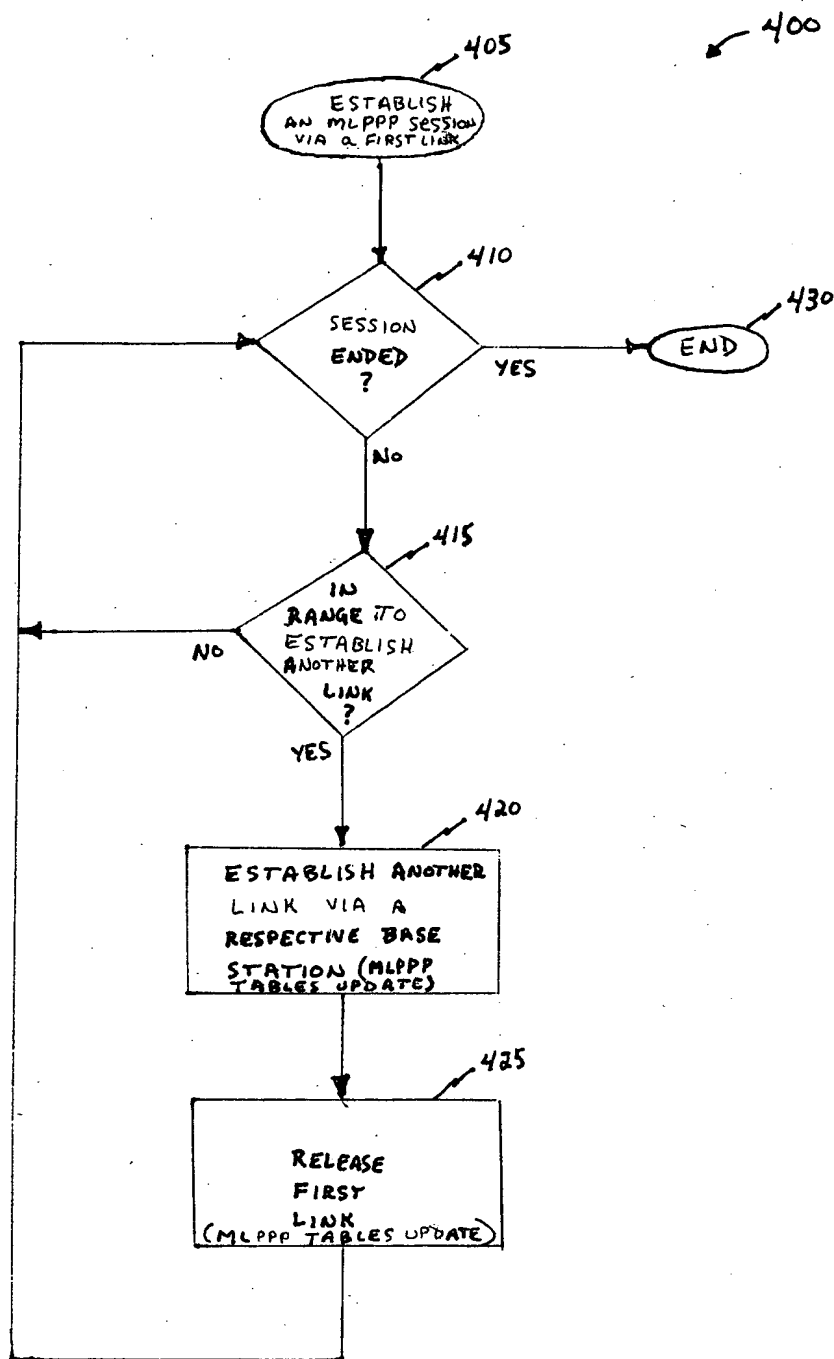 400
405
ESTABLISH
AN MLPPP SESSION
VIA a FIRST LINK
410
SESSION
ENDED
?
YES
430
END
NO
415
IN
RANGE TO
ESTABLISH
ANOTHER
LINK
?
NO
YES
420
ESTABLISH ANOTHER
LINK VIA A
RESPECTIVE BASE
STATION (MLPPP
TABLES UPDATE)
425
RELEASE
FIRST
LINK
(MLPPP TABLES UPDATE)